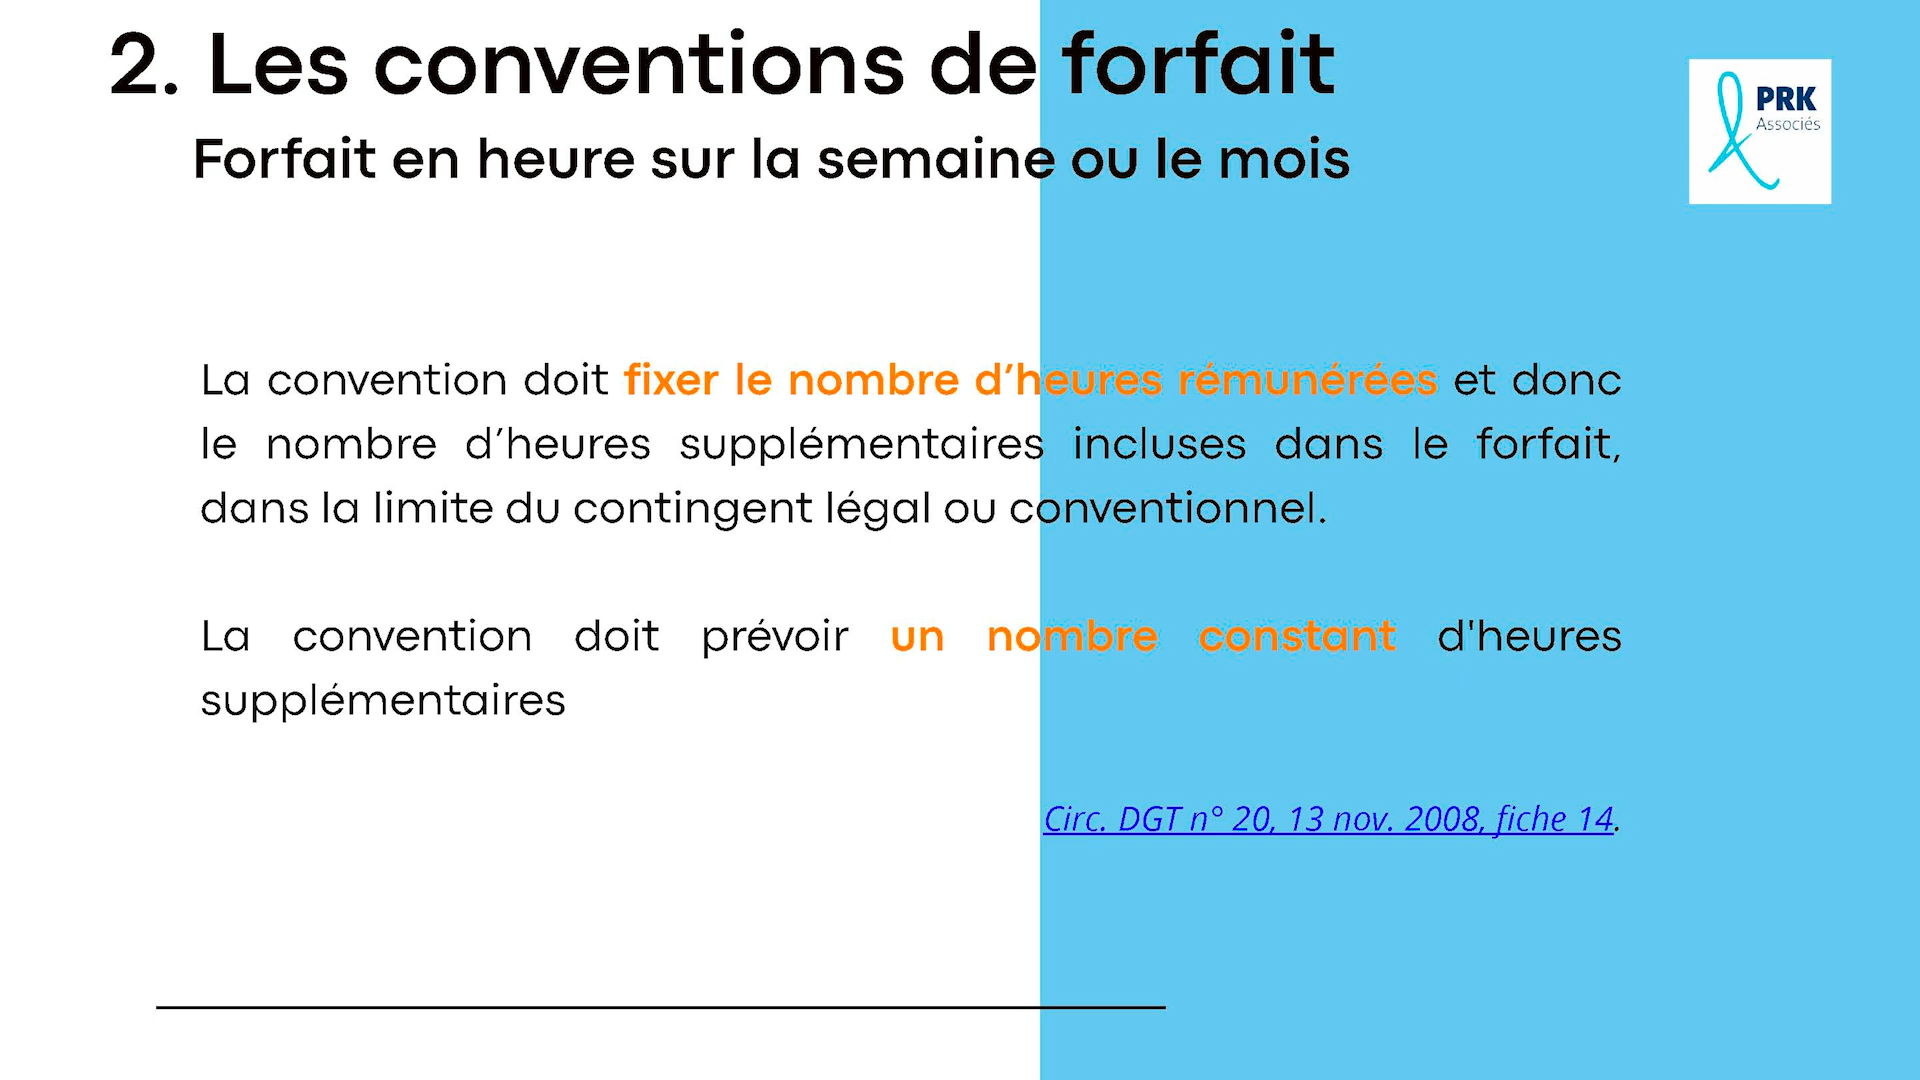 2. Les conventions de forfait
Forfait en heure sur la semaine ou le mois
PRK
Associés
La convention doit fixer le nombre d’heures rémunérées et donc
le nombre d’heures supplémentaires incluses dans le forfait,
dans la limite du contingent légal ou conventionnel.
La convention doit prévoir un nombre constant d'heures
supplémentaires
Circ. DGT n° 20, 13 nov. 2008, fiche 14.